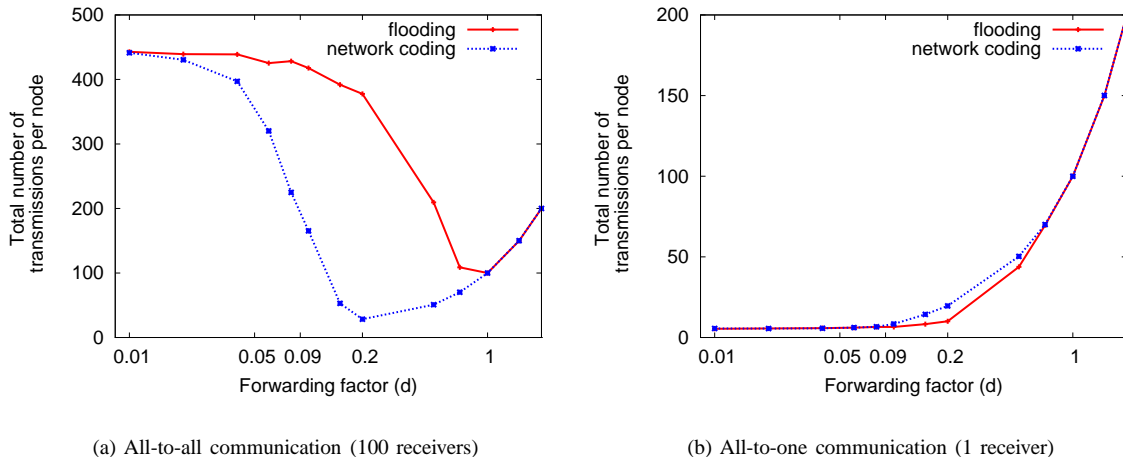 500
450
400
300
200
100
0
Total number of
transmissions per node
flooding
network coding
0.01
0.05
0.09
0.2
1
Forwarding factor (d)
(a) All-to-all communication (100 receivers)
200
150
100
50
0
Total number of
transmissions per node
flooding
network coding
0.01
0.05
0.09
0.2
1
Forwarding factor (d)
(b) All-to-one communication (1 receiver)